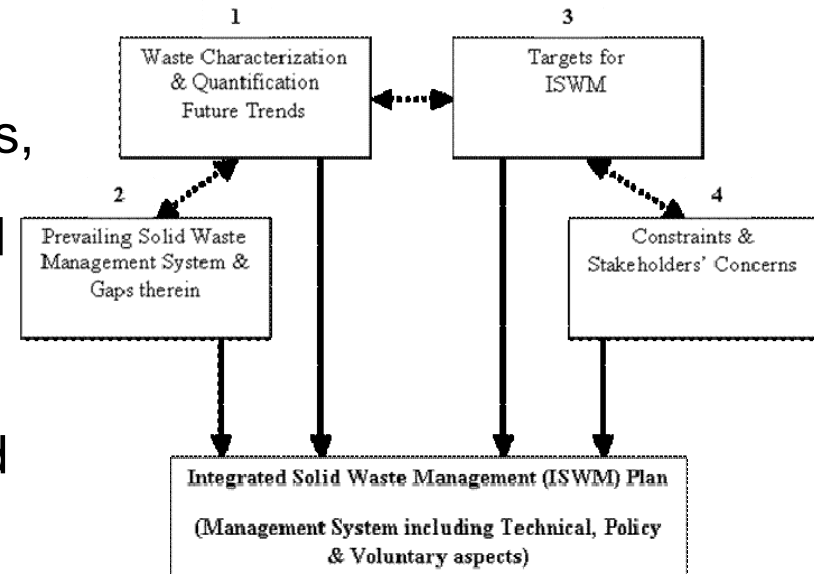 1
Waste Characterization
& Quantification
Future Trends
3
Targets for
ISWM
s,
2
Prevailing Solid Waste
Management System &
Gaps therein
4
Constraints &
Stakeholders' Concerns
d
Integrated Solid Waste Management (ISWM) Plan
(Management System including Technical, Policy
& Voluntary aspects)